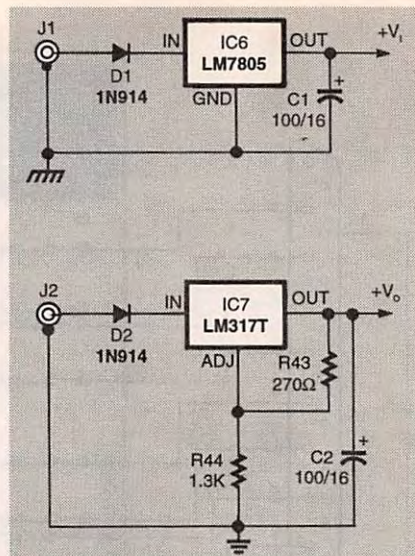 J1
IN
IC6
LM7805
OUT
+V₁
D1
1N914
GND
C1
100/16
J2
IN
IC7
LM317T
OUT
+V₀
D2
1N914
ADJ
R43
270Ω
R44
1.3K
C2
100/16